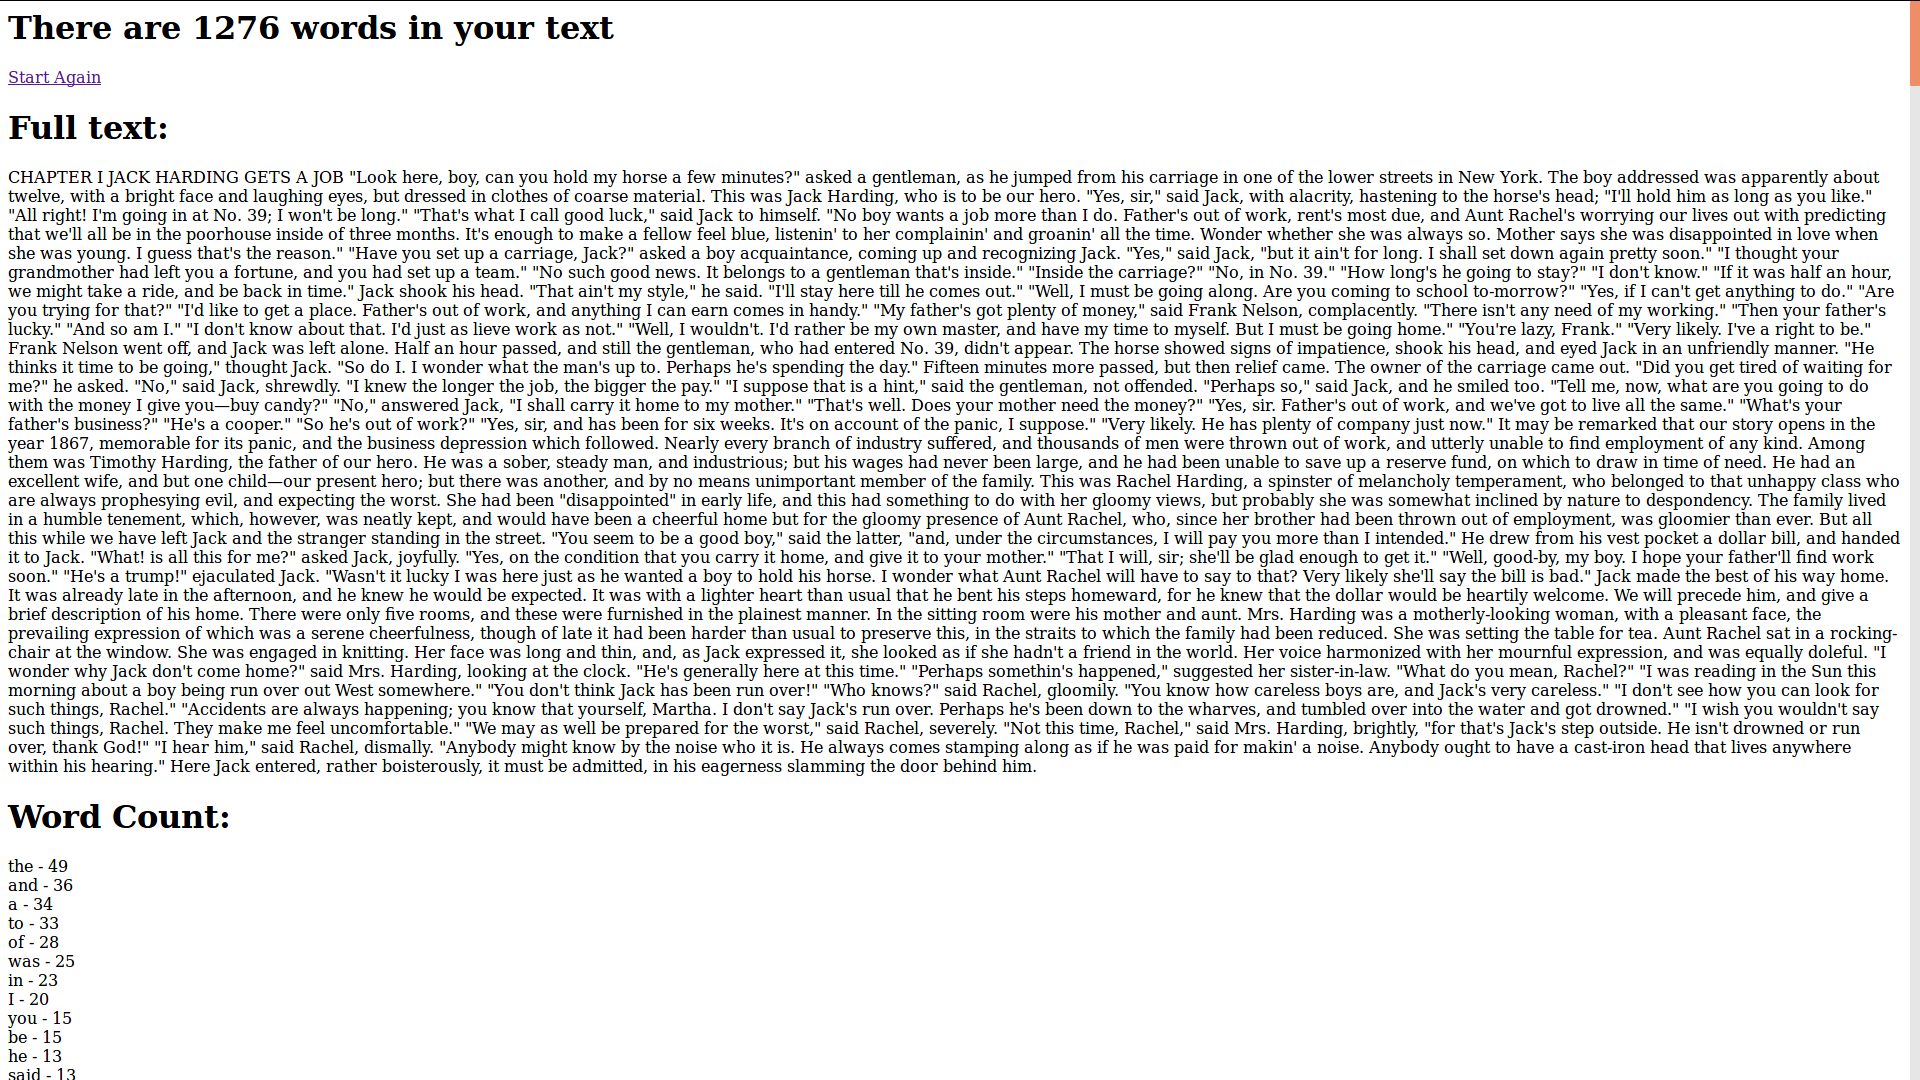 There are 1276 words in your text
Start Again
Full text:
CHAPTER I JACK HARDING GETS A JOB "Look here, boy, can you hold my horse a few minutes?" asked a gentleman, as he jumped from his carriage in one of the lower streets in New York. The boy addressed was apparently about
twelve, with a bright face and laughing eyes, but dressed in clothes of coarse material. This was Jack Harding, who is to be our hero. "Yes, sir," said Jack, with alacrity, hastening to the horse's head; "I'll hold him as long as you like."
"All right! I'm going in at No. 39; I won't be long." "That's what I call good luck," said Jack to himself. "No boy wants a job more than I do. Father's out of work, rent's most due, and Aunt Rachel's worrying our lives out with predicting
that we'll all be in the poorhouse inside of three months. It's enough to make a fellow feel blue, listenin' to her complainin' and groanin' all the time. Wonder whether she was always so. Mother says she was disappointed in love when
she was young. I guess that's the reason." "Have you set up a carriage, Jack?" asked a boy acquaintance, coming up and recognizing Jack. "Yes," said Jack, "but it ain't for long. I shall set down again pretty soon." "I thought your
grandmother had left you a fortune, and you had set up a team." "No such good news. It belongs to a gentleman that's inside." "Inside the carriage?" "No, in No. 39." "How long's he going to stay?" "I don't know." "If it was half an hour,
we might take a ride, and be back in time." Jack shook his head. "That ain't my style," he said. "I'll stay here till he comes out." "Well, I must be going along. Are you coming to school to-morrow?" "Yes, if I can't get anything to do." "Are
you trying for that?" "I'd like to get a place. Father's out of work, and anything I can earn comes in handy." "My father's got plenty of money," said Frank Nelson, complacently. "There isn't any need of my working." "Then your father's
lucky." "And so am I." "I don't know about that. I'd just as lieve work as not." "Well, I wouldn't. I'd rather be my own master, and have my time to myself. But I must be going home." "You're lazy, Frank." "Very likely. I've a right to be."
Frank Nelson went off, and Jack was left alone. Half an hour passed, and still the gentleman, who had entered No. 39, didn't appear. The horse showed signs of impatience, shook his head, and eyed Jack in an unfriendly manner. "He
thinks it time to be going," thought Jack. "So do I. I wonder what the man's up to. Perhaps he's spending the day." Fifteen minutes more passed, but then relief came. The owner of the carriage came out. "Did you get tired of waiting for
me?" he asked. "No," said Jack, shrewdly. "I knew the longer the job, the bigger the pay." "I suppose that is a hint," said the gentleman, not offended. "Perhaps so," said Jack, and he smiled too. "Tell me, now, what are you going to do
with the money I give you—buy candy?" "No," answered Jack, "I shall carry it home to my mother." "That's well. Does your mother need the money?" "Yes, sir. Father's out of work, and we've got to live all the same." "What's your
father's business?" "He's a cooper." "So he's out of work?" "Yes, sir, and has been for six weeks. It's on account of the panic, I suppose." "Very likely. He has plenty of company just now." It may be remarked that our story opens in the
year 1867, memorable for its panic, and the business depression which followed. Nearly every branch of industry suffered, and thousands of men were thrown out of work, and utterly unable to find employment of any kind. Among
them was Timothy Harding, the father of our hero. He was a sober, steady man, and industrious; but his wages had never been large, and he had been unable to save up a reserve fund, on which to draw in time of need. He had an
excellent wife, and but one child—our present hero; but there was another, and by no means unimportant member of the family. This was Rachel Harding, a spinster of melancholy temperament, who belonged to that unhappy class who
are always prophesying evil, and expecting the worst. She had been "disappointed" in early life, and this had something to do with her gloomy views, but probably she was somewhat inclined by nature to despondency. The family lived
in a humble tenement, which, however, was neatly kept, and would have been a cheerful home but for the gloomy presence of Aunt Rachel, who, since her brother had been thrown out of employment, was gloomier than ever. But all
this while we have left Jack and the stranger standing in the street. "You seem to be a good boy," said the latter, "and, under the circumstances, I will pay you more than I intended." He drew from his vest pocket a dollar bill, and handed
it to Jack. "What! is all this for me?" asked Jack, joyfully. "Yes, on the condition that you carry it home, and give it to your mother." "That I will, sir; she'll be glad enough to get it." "Well, good-by, my boy. I hope your father'll find work
soon." "He's a trump!" ejaculated Jack. "Wasn't it lucky I was here just as he wanted a boy to hold his horse. I wonder what Aunt Rachel will have to say to that? Very likely she'll say the bill is bad." Jack made the best of his way home.
It was already late in the afternoon, and he knew he would be expected. It was with a lighter heart than usual that he bent his steps homeward, for he knew that the dollar would be heartily welcome. We will precede him, and give a
brief description of his home. There were only five rooms, and these were furnished in the plainest manner. In the sitting room were his mother and aunt. Mrs. Harding was a motherly-looking woman, with a pleasant face, the
prevailing expression of which was a serene cheerfulness, though of late it had been harder than usual to preserve this, in the straits to which the family had been reduced. She was setting the table for tea. Aunt Rachel sat in a rocking-
chair at the window. She was engaged in knitting. Her face was long and thin, and, as Jack expressed it, she looked as if she hadn't a friend in the world. Her voice harmonized with her mournful expression, and was equally doleful. "I
wonder why Jack don't come home?" said Mrs. Harding, looking at the clock. "He's generally here at this time." "Perhaps somethin's happened," suggested her sister-in-law. "What do you mean, Rachel?" "I was reading in the Sun this
morning about a boy being run over out West somewhere." "You don't think Jack has been run over!" "Who knows?" said Rachel, gloomily. "You know how careless boys are, and Jack's very careless." "I don't see how you can look for
such things, Rachel." "Accidents are always happening; you know that yourself, Martha. I don't say Jack's run over. Perhaps he's been down to the wharves, and tumbled over into the water and got drowned." "I wish you wouldn't say
such things, Rachel. They make me feel uncomfortable." "We may as well be prepared for the worst," said Rachel, severely. "Not this time, Rachel," said Mrs. Harding, brightly, "for that's Jack's step outside. He isn't drowned or run
over, thank God!" "I hear him," said Rachel, dismally. "Anybody might know by the noise who it is. He always comes stamping along as if he was paid for makin' a noise. Anybody ought to have a cast-iron head that lives anywhere
within his hearing." Here Jack entered, rather boisterously, it must be admitted, in his eagerness slamming the door behind him.
Word Count:
the - 49
and - 36
a - 34
to - 33
of - 28
was - 25
in - 23
I - 20
you - 15
be - 15
he - 13
said - 13